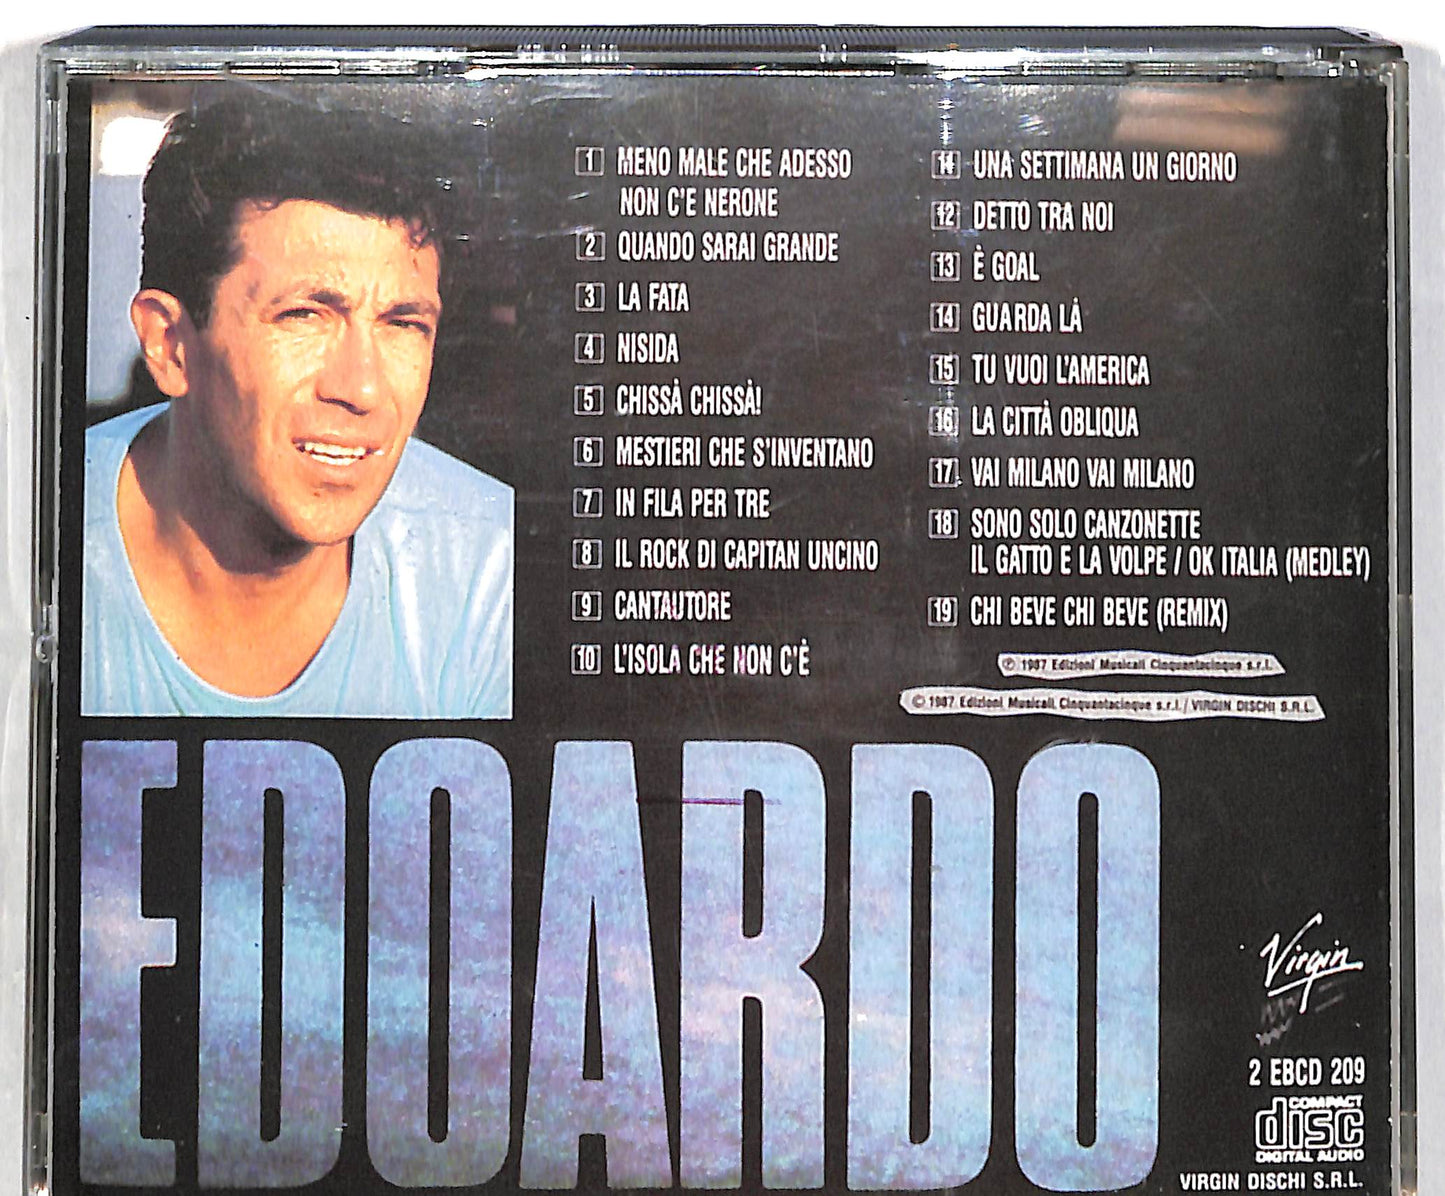 1 MENO MALE CHE ADESSO
NON C'E NERONE
2 QUANDO SARAI GRANDE
3 LA FATA
4 NISIDA
5 CHISSÀ CHISSÀ!
6 MESTIERI CHE S'INVENTANO
7 IN FILA PER TRE
8 IL ROCK DI CAPITAN UNCINO
9 CANTAUTORE
10 L'ISOLA CHE NON C'È
11 UNA SETTIMANA UN GIORNO
12 DETTO TRA NOI
13 È GOAL
14 GUARDA LÀ
15 TU VUOI L'AMERICA
16 LA CITTÀ OBLIQUA
17 VAI MILANO VAI MILANO
18 SONO SOLO CANZONETTE
IL GATTO E LA VOLPE / OK ITALIA (MEDLEY)
19 CHI BEVE CHI BEVE (REMIX)
℗ 1987 Edizioni Musicali Cinquantacinque s.r.l.
© 1987 Edizioni Musicali Cinquantacinque s.r.l. / VIRGIN DISCHI S.R.L.
EDOARDO
Virgin
2 EBCD 209
COMPACT
disc
DIGITAL AUDIO
VIRGIN DISCHI S.R.L.